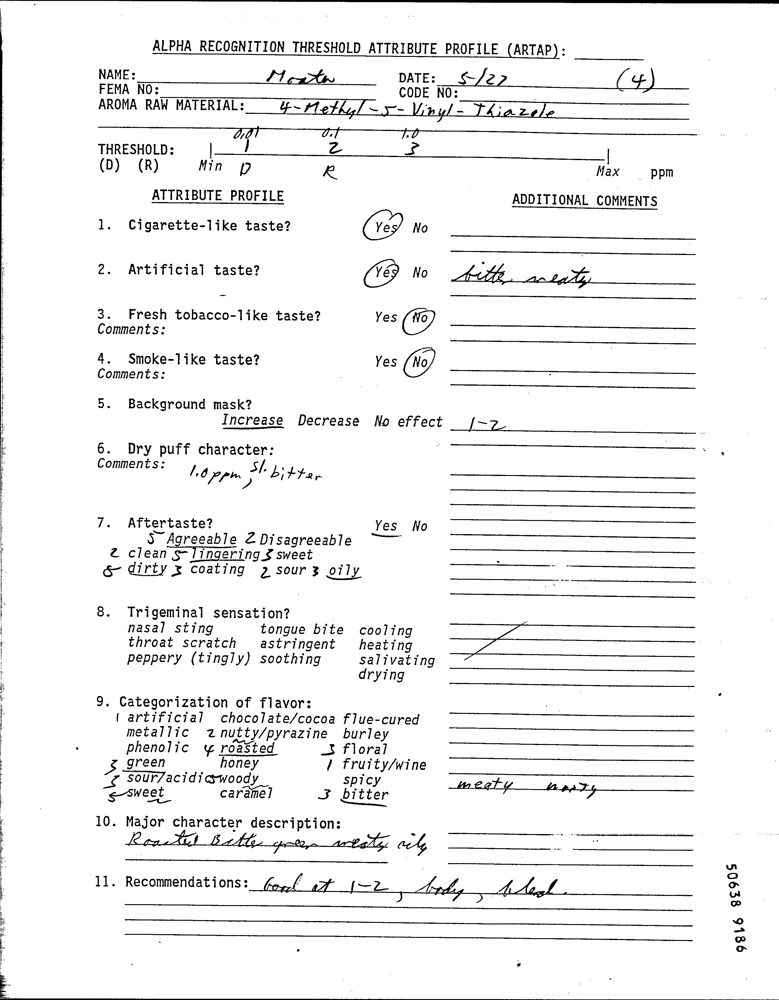 ALPHA RECOGNITION THRESHOLD ATTRIBUTE PROFILE (ARTAP):
NAME: DATE: 5-/27 (4)
FEMA NO: CODE NO:
AROMA RAW MATERIAL: 4-Methyl-5-Vinyl-Thiazole
0.01 0.1 1.0
THRESHOLD: 1 2 3
(D) (R) Min D R Max ppm
ATTRIBUTE PROFILE ADDITIONAL COMMENTS
1. Cigarette-like taste? Yes No
2. Artificial taste? Yes No bitter meaty
3. Fresh tobacco-like taste? Yes No
Comments:
4. Smoke-like taste? Yes No
Comments:
5. Background mask?
Increase Decrease No effect 1-2
6. Dry puff character:
Comments: 1.0 ppm, sl. bitter
7. Aftertaste? Yes No
5 Agreeable 2 Disagreeable
2 clean 5 lingering 3 sweet
5 dirty 3 coating 2 sour 3 oily
8. Trigeminal sensation?
nasal sting tongue bite cooling
throat scratch astringent heating
peppery (tingly) soothing salivating
drying
9. Categorization of flavor:
1 artificial chocolate/cocoa flue-cured
metallic 2 nutty/pyrazine burley
phenolic 4 roasted 3 floral
3 green honey 1 fruity/wine
sour/acidic woody spicy
sweet caramel 3 bitter meaty
10. Major character description:
Roasted Bitter green meaty oily
11. Recommendations: Good at 1-2, body, blend.
50638 9186